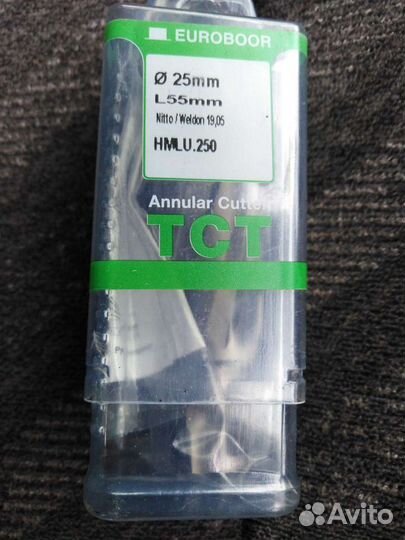 EUROBOOR
Ø 25mm
L55mm
Nitto / Weldon 19,05
HMLU.250
Annular Cutter
TCT
Avito